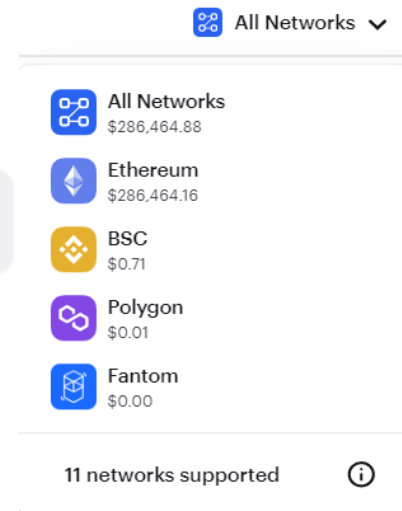 All Networks
All Networks
$286,464.88
Ethereum
$286,464.16
BSC
$0.71
Polygon
$0.01
Fantom
$0.00
11 networks supported